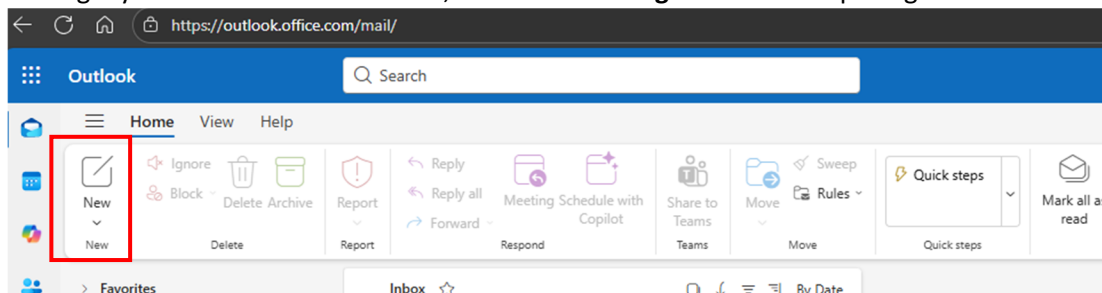 https://outlook.office.com/mail/
Outlook
Search
Home View Help
New
New
Ignore
Block
Delete Archive
Delete
Report
Report
Reply
Reply all
Forward
Meeting Schedule with
Copilot
Respond
Share to
Teams
Teams
Move
Sweep
Rules
Move
Quick steps
Quick steps
Mark all as
read
Favorites
Inbox
By Date